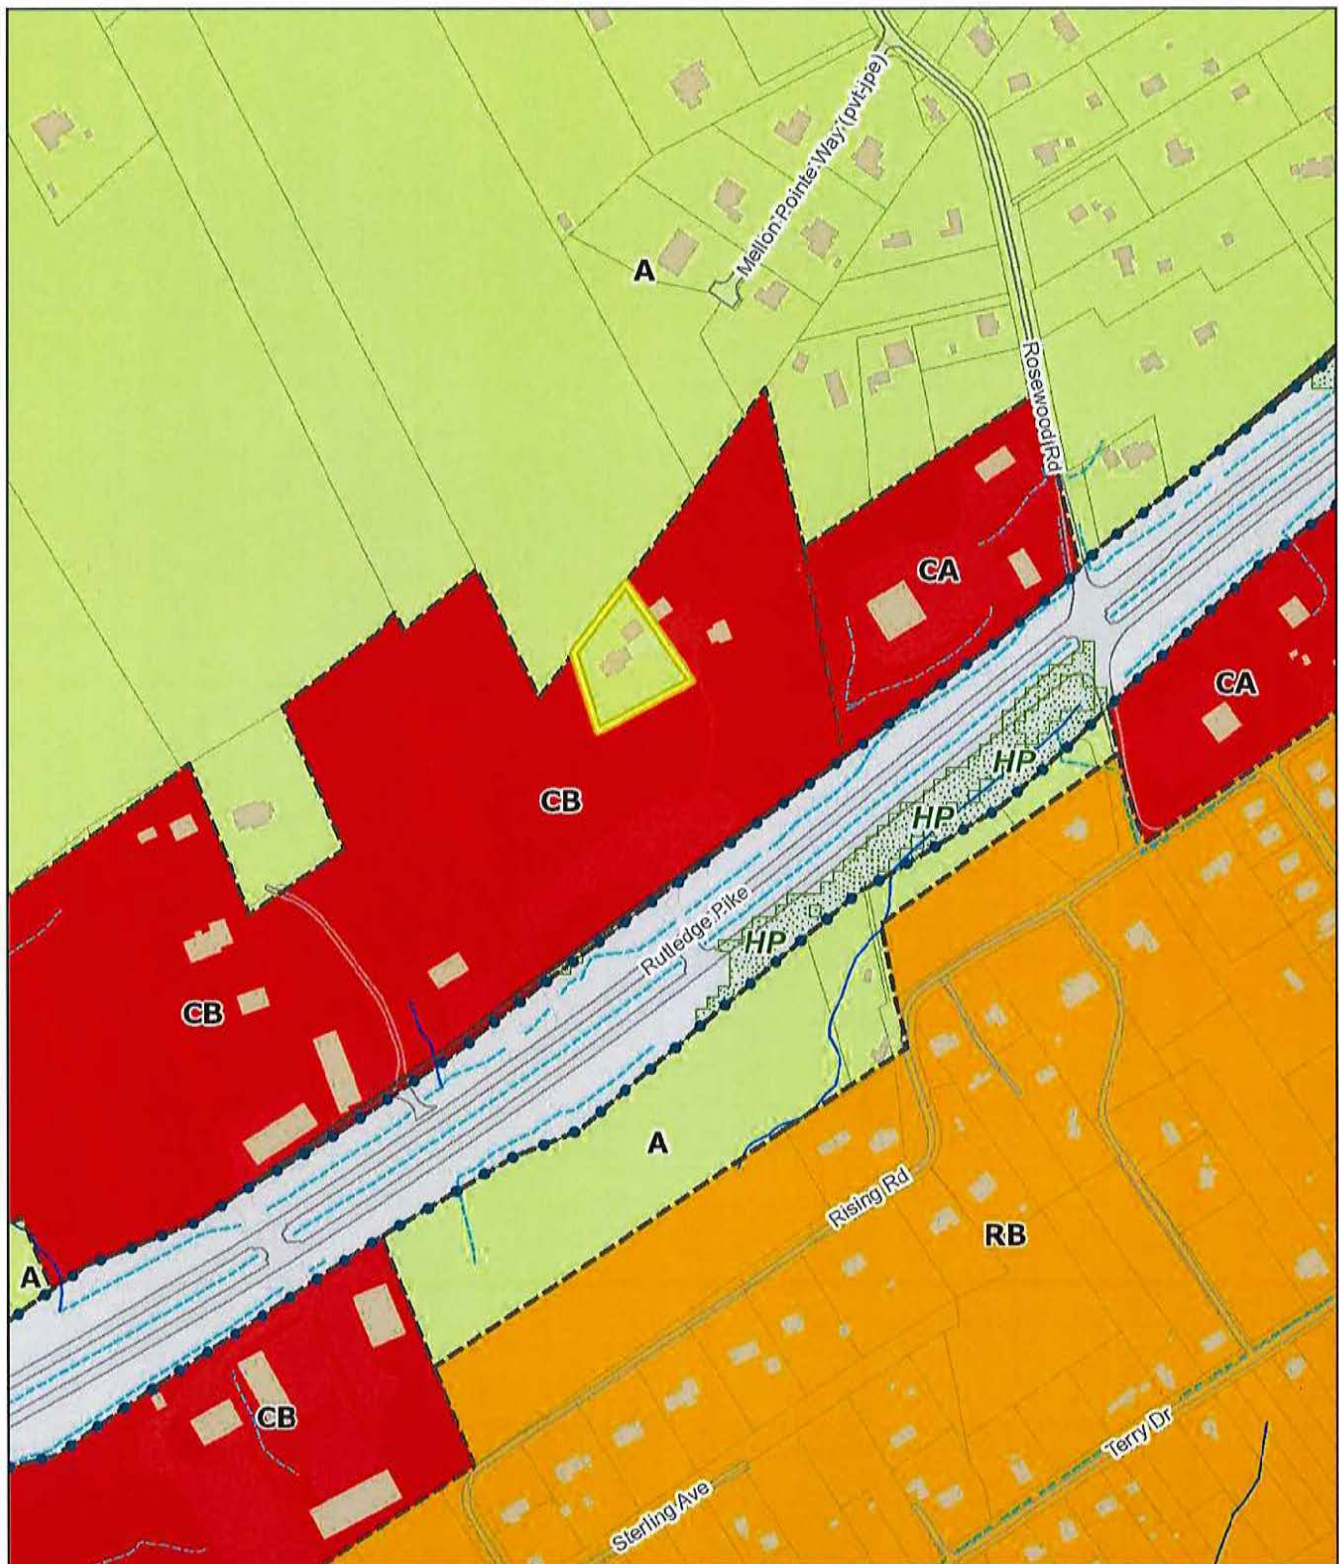 Mellon Pointe Way (pvt-jpe)
A
Rosewood Rd
CA
CA
HP
CB
HP
Rutledge Pike
HP
CB
A
Rising Rd
RB
A
CB
Terry Dr
Sterling Ave